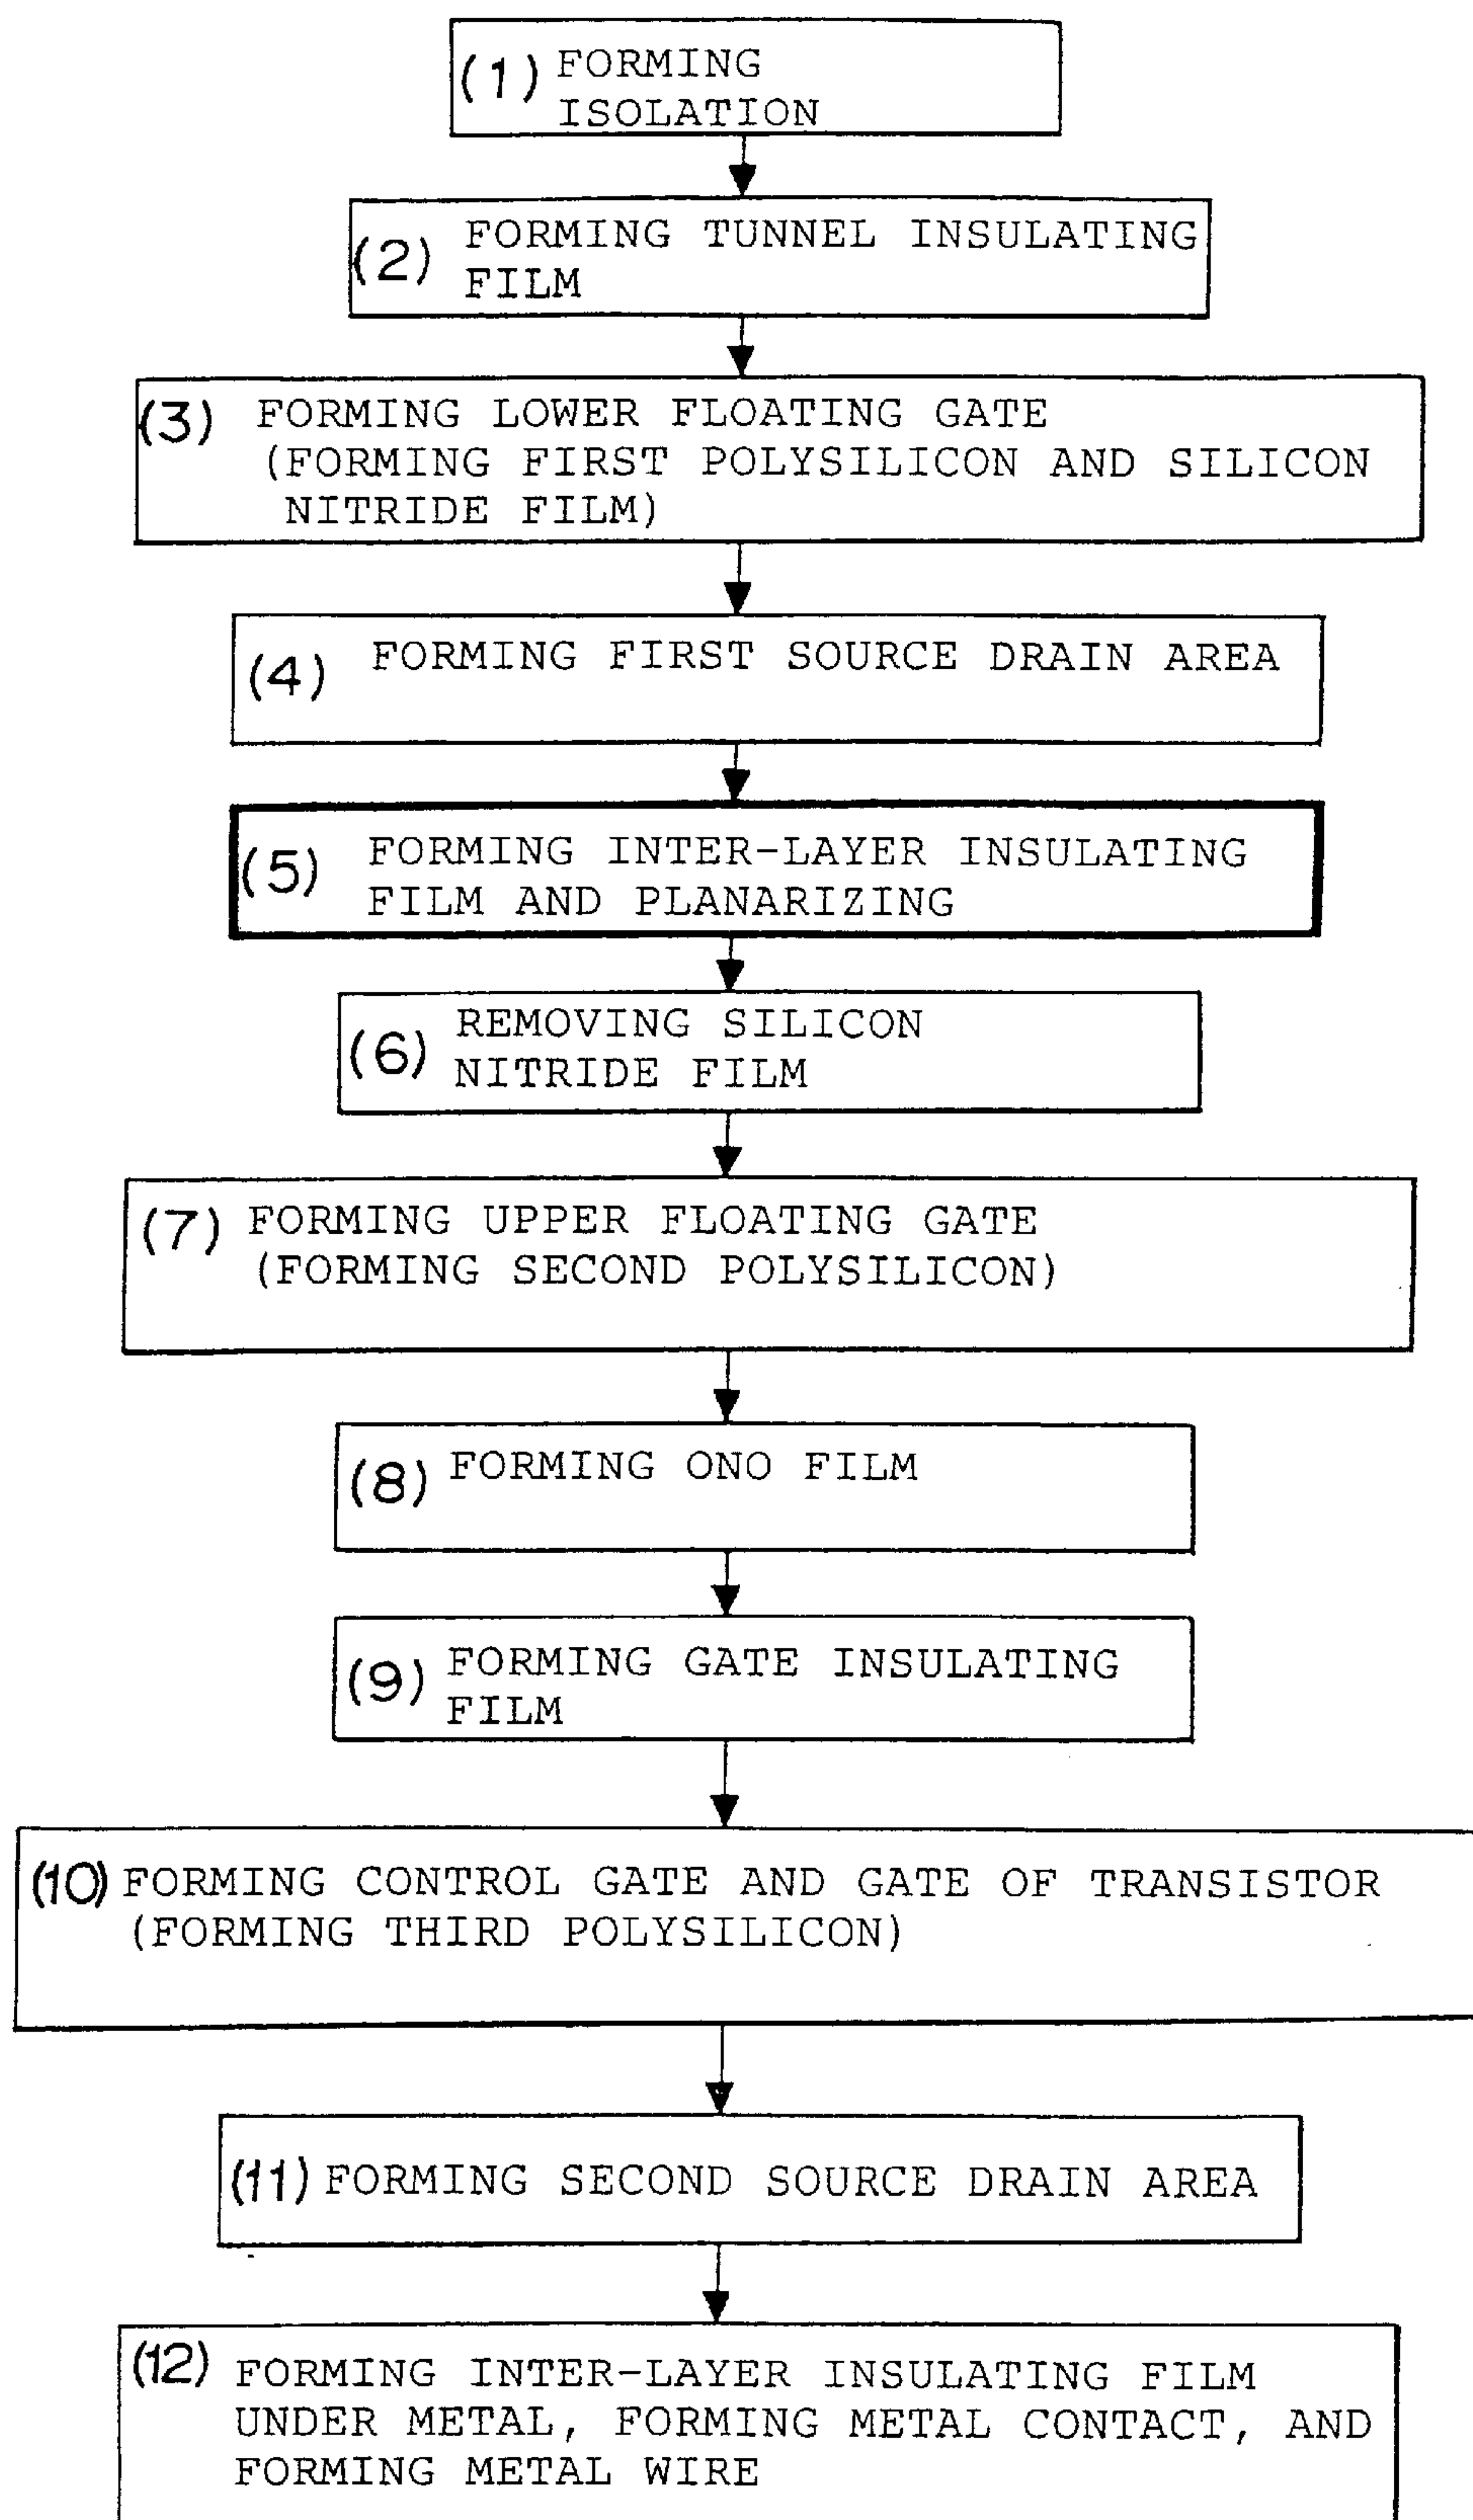 (1) FORMING
ISOLATION
(2) FORMING TUNNEL INSULATING
FILM
(3) FORMING LOWER FLOATING GATE
(FORMING FIRST POLYSILICON AND SILICON
NITRIDE FILM)
(4) FORMING FIRST SOURCE DRAIN AREA
(5) FORMING INTER-LAYER INSULATING
FILM AND PLANARIZING
(6) REMOVING SILICON
NITRIDE FILM
(7) FORMING UPPER FLOATING GATE
(FORMING SECOND POLYSILICON)
(8) FORMING ONO FILM
(9) FORMING GATE INSULATING
FILM
(10) FORMING CONTROL GATE AND GATE OF TRANSISTOR
(FORMING THIRD POLYSILICON)
(11) FORMING SECOND SOURCE DRAIN AREA
(12) FORMING INTER-LAYER INSULATING FILM
UNDER METAL, FORMING METAL CONTACT, AND
FORMING METAL WIRE